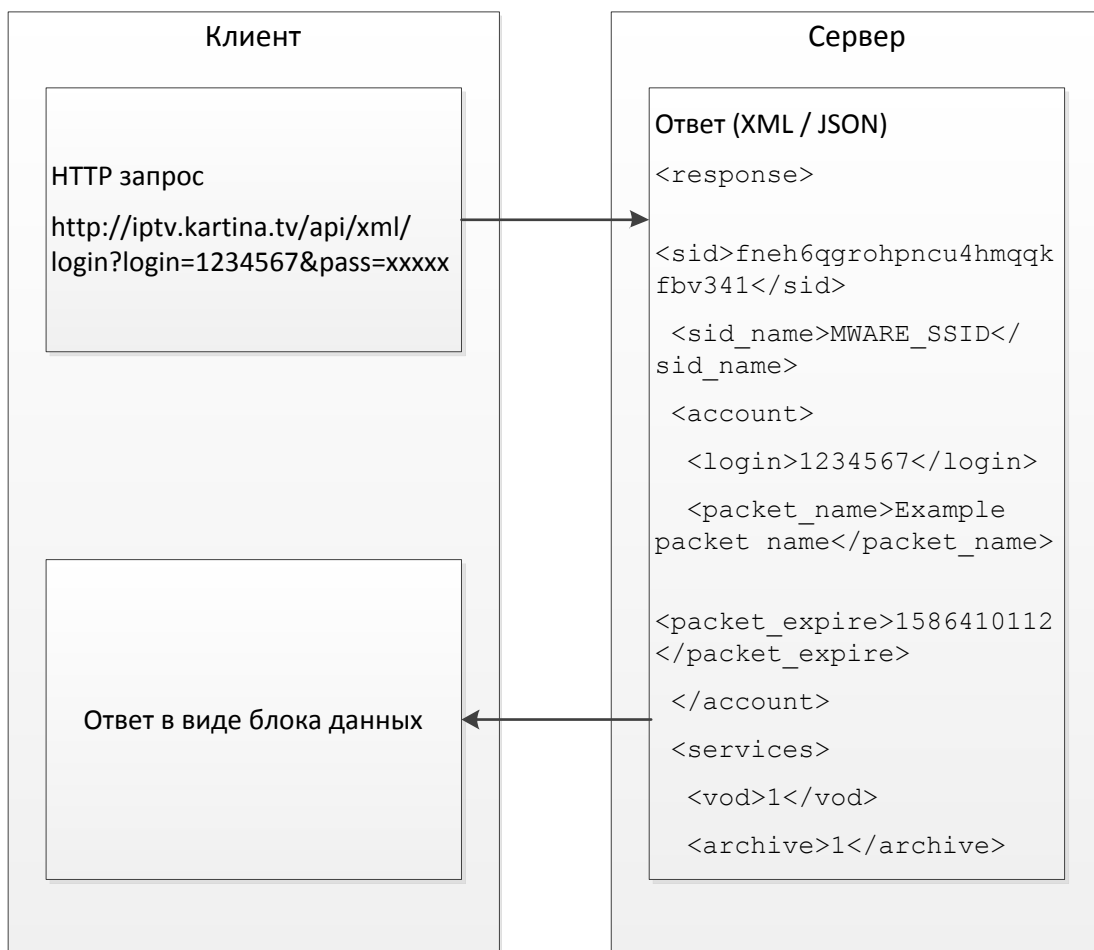 Клиент
HTTP запрос
http://iptv.kartina.tv/api/xml/
login?login=1234567&pass=xxxxx
Ответ в виде блока данных
Сервер
Ответ (XML / JSON)
<response>
<sid>fneh6qgrohpncu4hmqqk
fbv341</sid>
<sid_name>MWARE_SSID</
sid_name>
<account>
<login>1234567</login>
<packet_name>Example
packet name</packet_name>
<packet_expire>1586410112
</packet_expire>
</account>
<services>
<vod>1</vod>
<archive>1</archive>